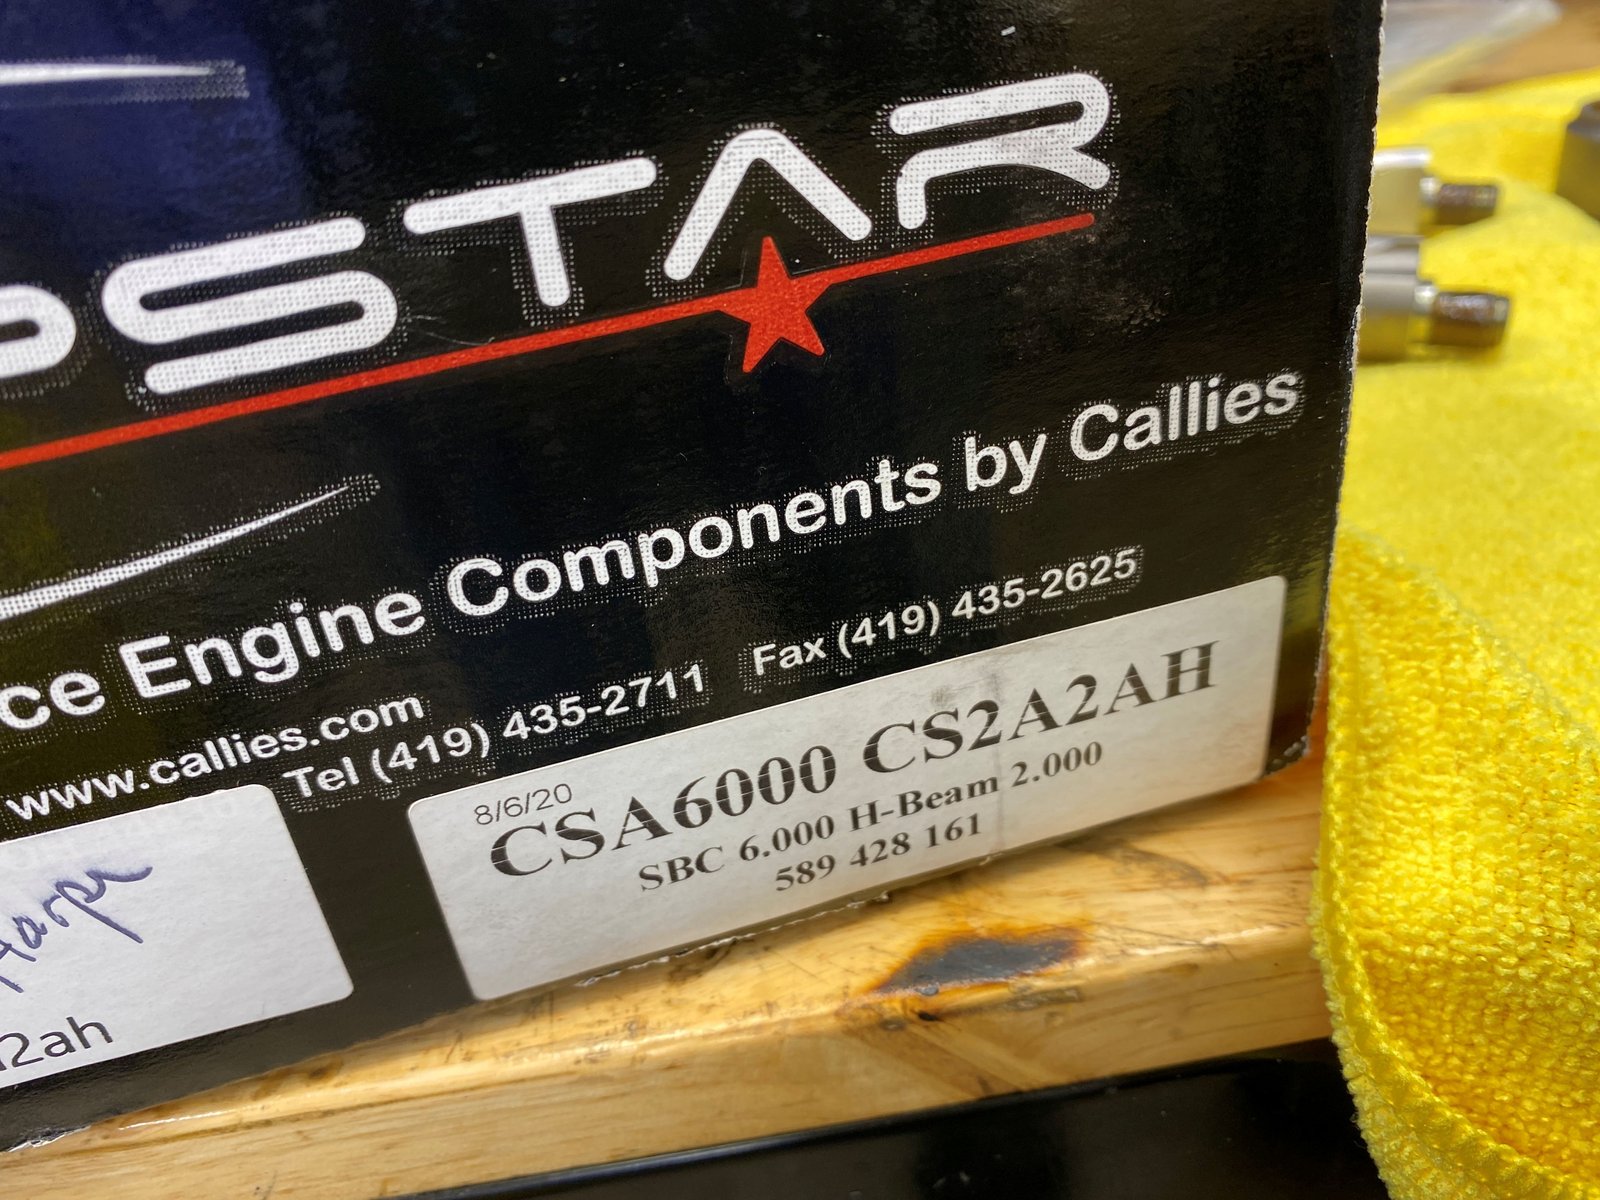 PSTAR
ce Engine Components by Callies
www.callies.com
Tel (419) 435-2711 Fax (419) 435-2625
8/6/20
CSA6000 CS2A2AH
SBC 6.000 H-Beam 2.000
589 428 161
2ah